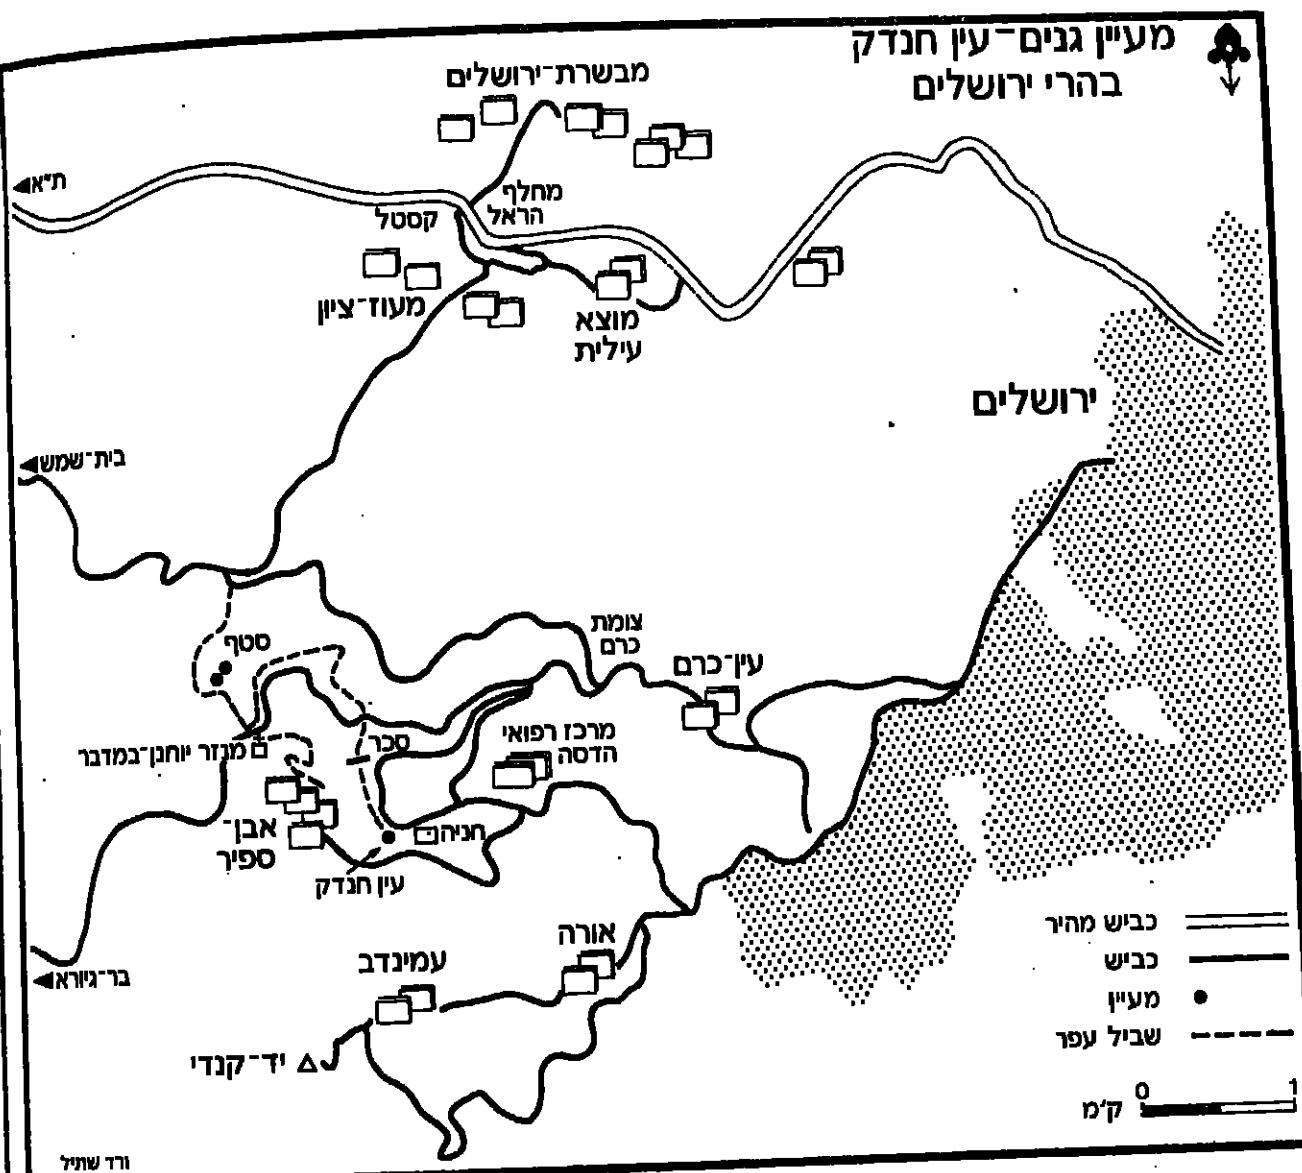 מעיין גנים־עין חנדק
בהרי ירושלים
מבשרת־ירושלים
ת״א
מחלף
הראל
קסטל
מעוז־ציון
מוצא
עילית
ירושלים
בית־שמש
סטף
צומת
כרם
עין־כרם
מנזר יוחנן־במדבר
סכר
מרכז רפואי
הדסה
אבן־
ספיר
חניה
עין חנדק
בר־גיורא
עמינדב
אורה
יד־קנדי
כביש מהיר
כביש
מעיין
שביל עפר
ק״מ 0 1
ורד שתיל